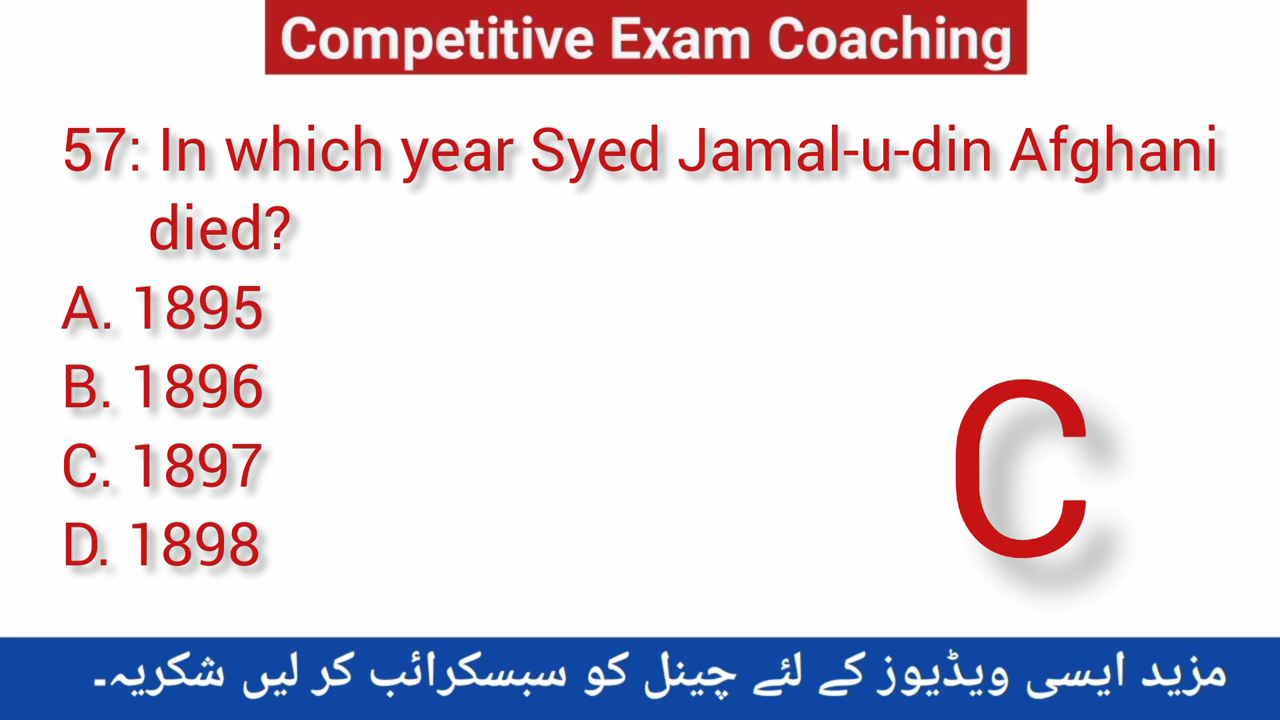 Competitive Exam Coaching
57: In which year Syed Jamal-u-din Afghani
died?
A. 1895
B. 1896
C. 1897
D. 1898
C
مزید ایسی ویڈیوز کے لئے چینل کو سبسکرائب کر لیں شکریہ۔